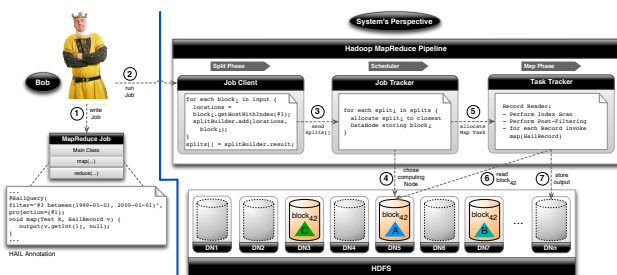 System's Perspective
Hadoop MapReduce Pipeline
Split Phase
Scheduler
Map Phase
Job Client
Job Tracker
Task Tracker
for each block_i in input {
locations =
block_i.getHostWithIndex(@3);
splitBuilder.add(locations,
block_i);
}
splits[] = splitBuilder.result;
for each split_i in splits {
allocate split_i to closest
DataNode storing block_i
}
Record Reader:
- Perform Index Scan
- Perform Post-Filtering
- for each Record invoke
map(HailRecord)
Bob
2
run
Job
1
write
Job
3
send
splits[]
5
allocate
Map Task
MapReduce Job
Main Class
map(...)
reduce(...)
4
chose
computing
Node
6
read
block42
7
store
output
...
@HailQuery(
filter="@3 between(1999-01-01, 2000-01-01)",
projection={@1})
void map(Text k, HailRecord v) {
output(v.getInt(1), null);
}
...
HAIL Annotation
block42
C
block42
A
block42
B
...
DN1
DN2
DN3
DN4
DN5
DN6
DN7
DNn
HDFS